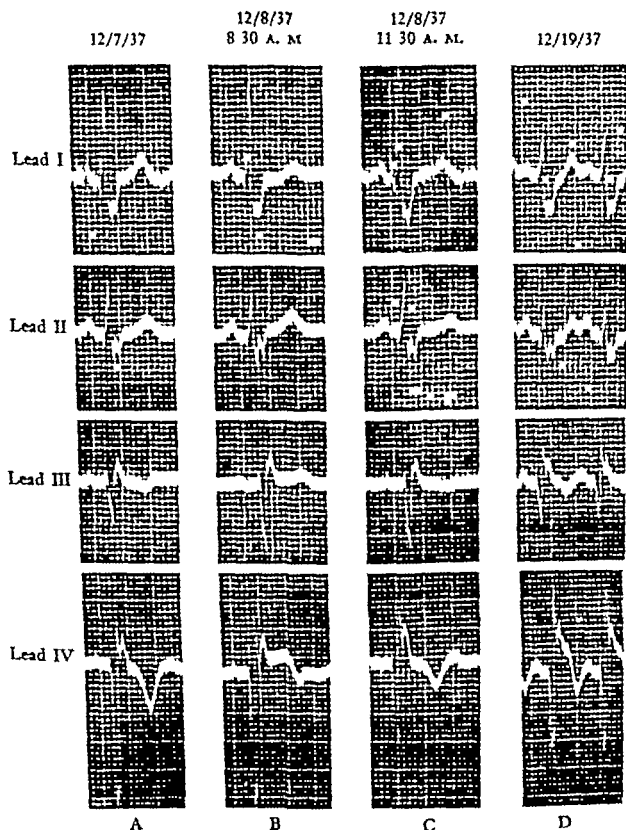 12/7/37
12/8/37
8 30 A. M
12/8/37
11 30 A. M.
12/19/37
Lead I
Lead II
Lead III
Lead IV
A B C D